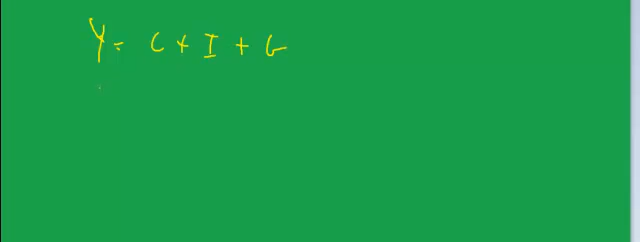 Y = C + I + G